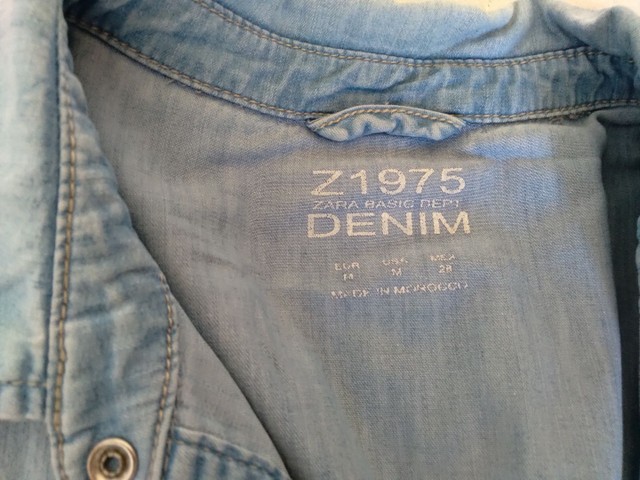 Z1975
ZARA BASIC DEPT
DENIM
EUR USA MEX
M M 28
MADE IN MOROCCO